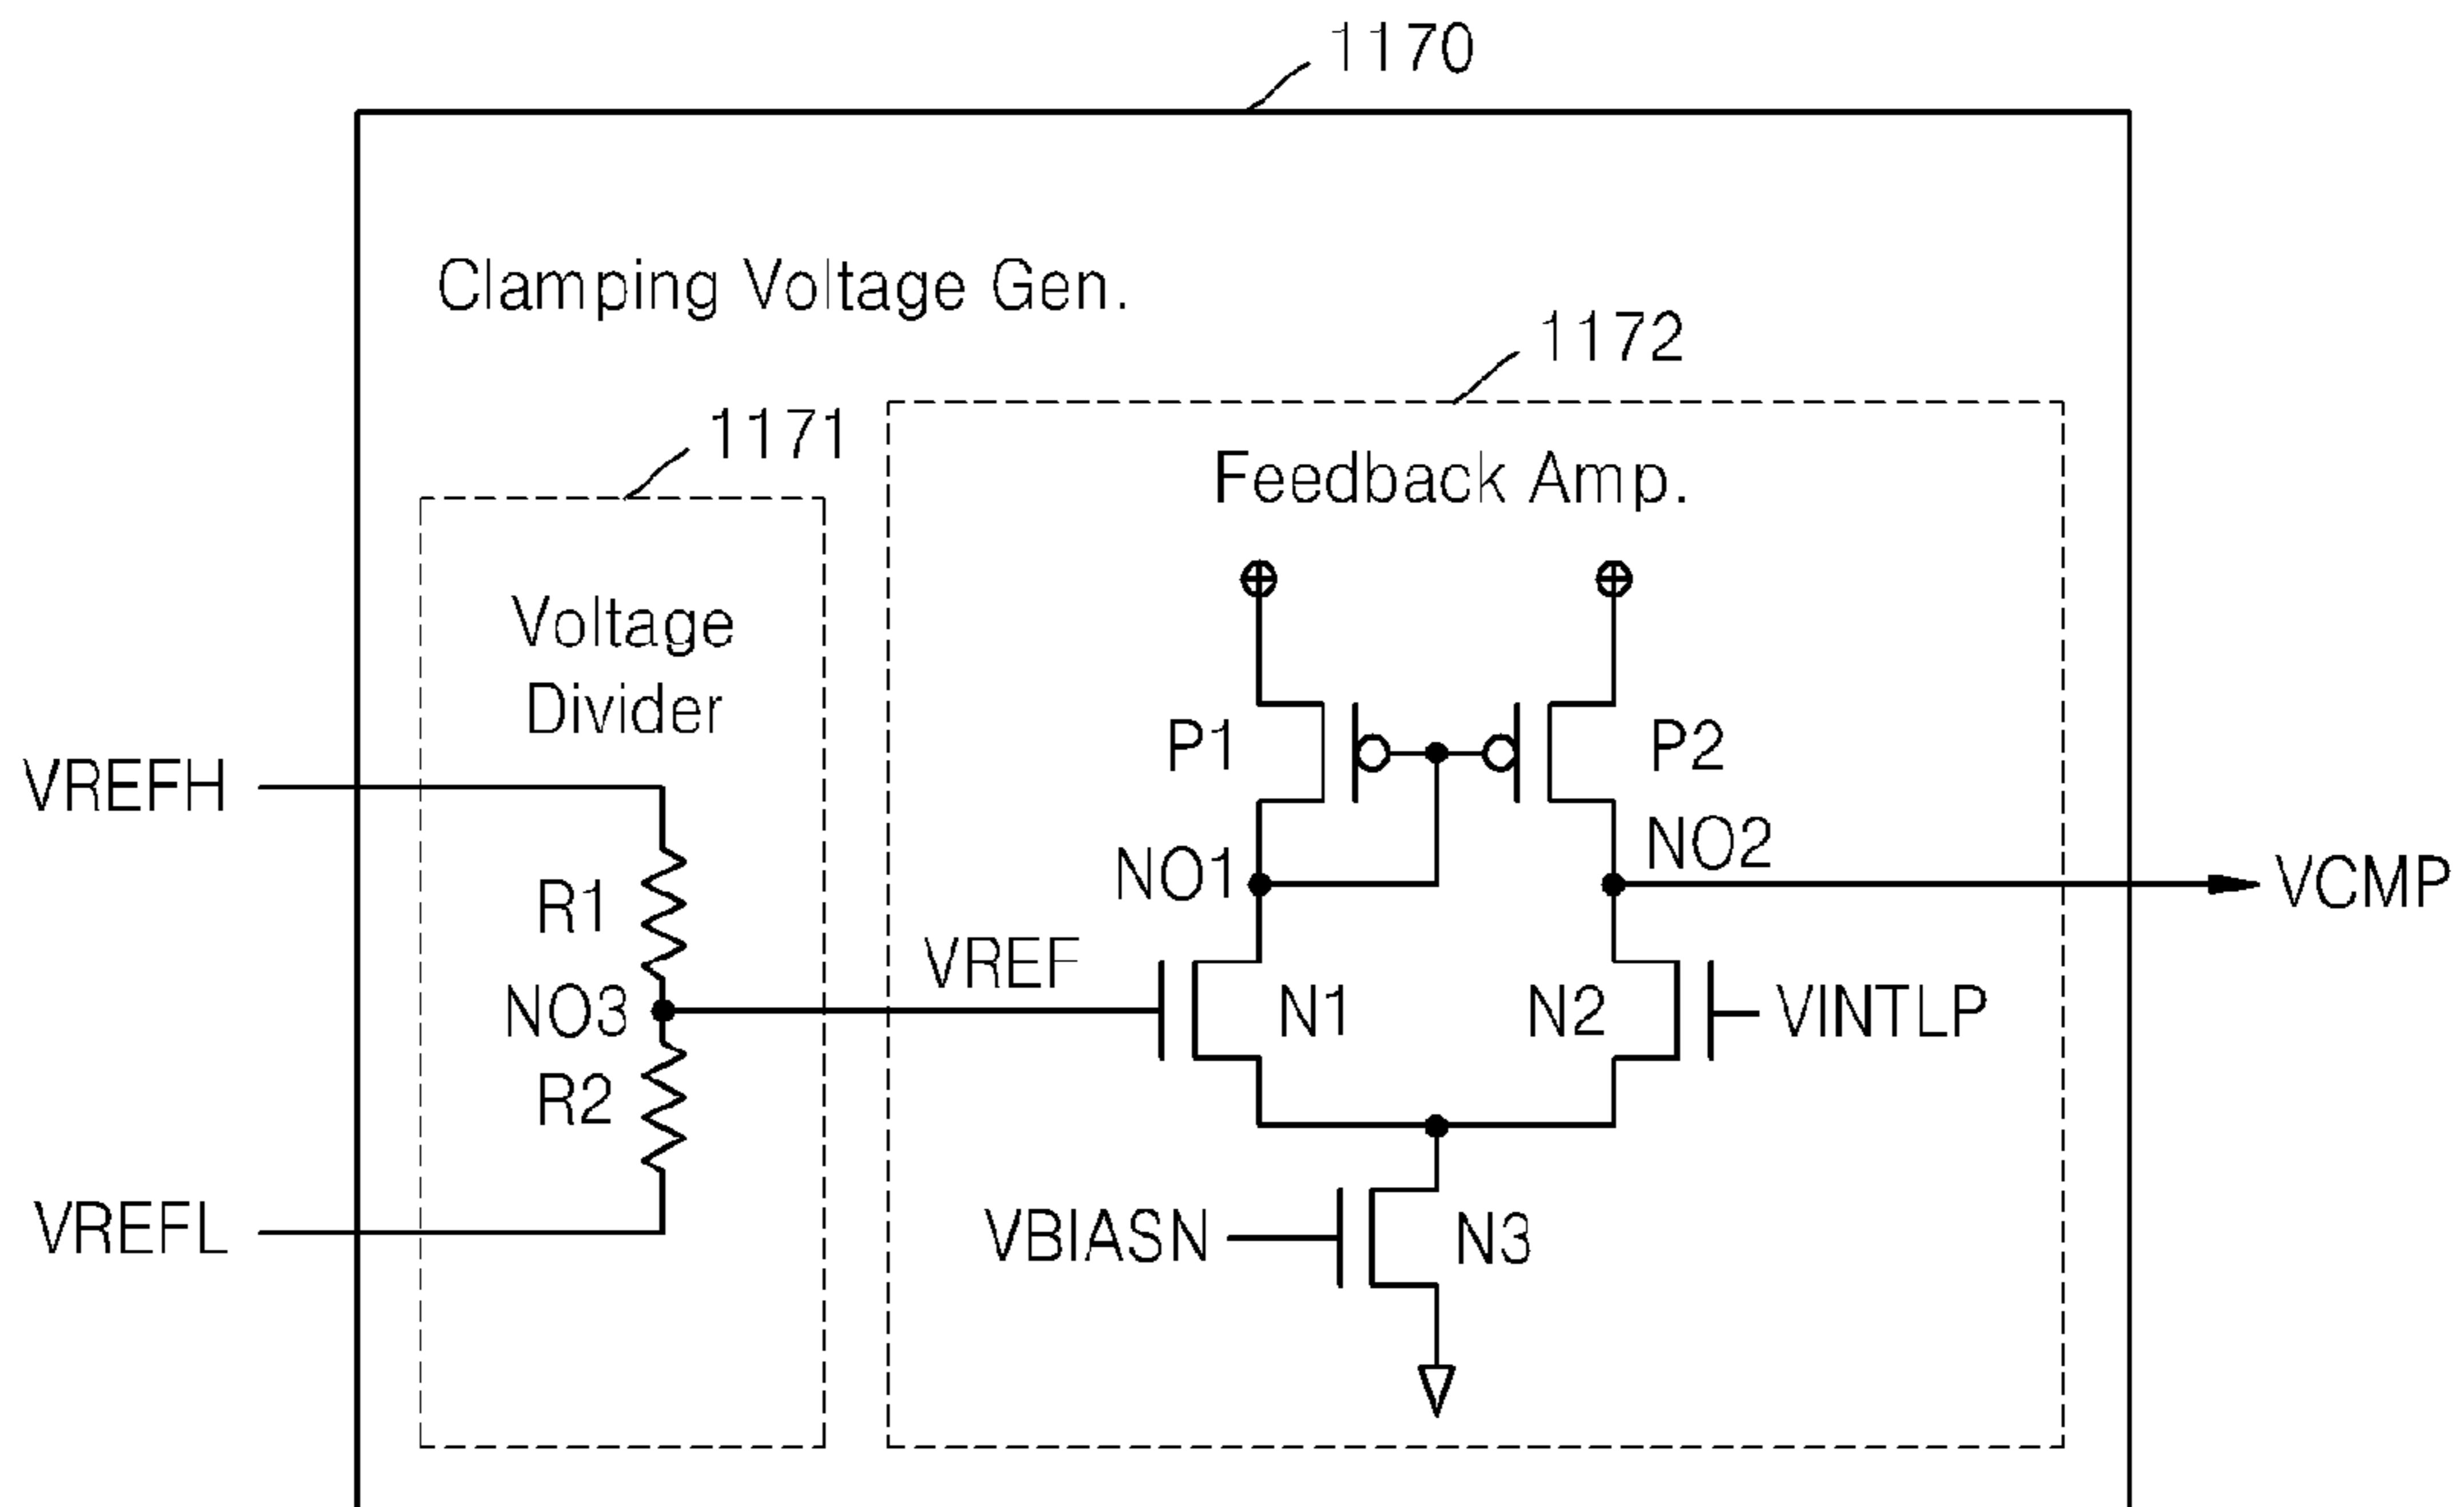 1170
Clamping Voltage Gen.
1172
1171
Feedback Amp.
Voltage
Divider
P1
P2
VREFH
NO2
NO1
VCMP
R1
VREF
NO3
N1
N2
VINTLP
R2
VREFL
VBIASN
N3